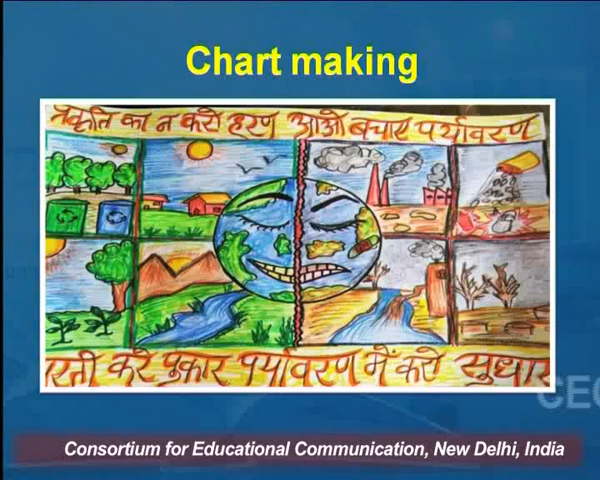 Chart making
प्रकृति का न करो हरण आओ बचाए पर्यावरण
करे पुकार पर्यावरण में करो सुधार
CEC
Consortium for Educational Communication, New Delhi, India